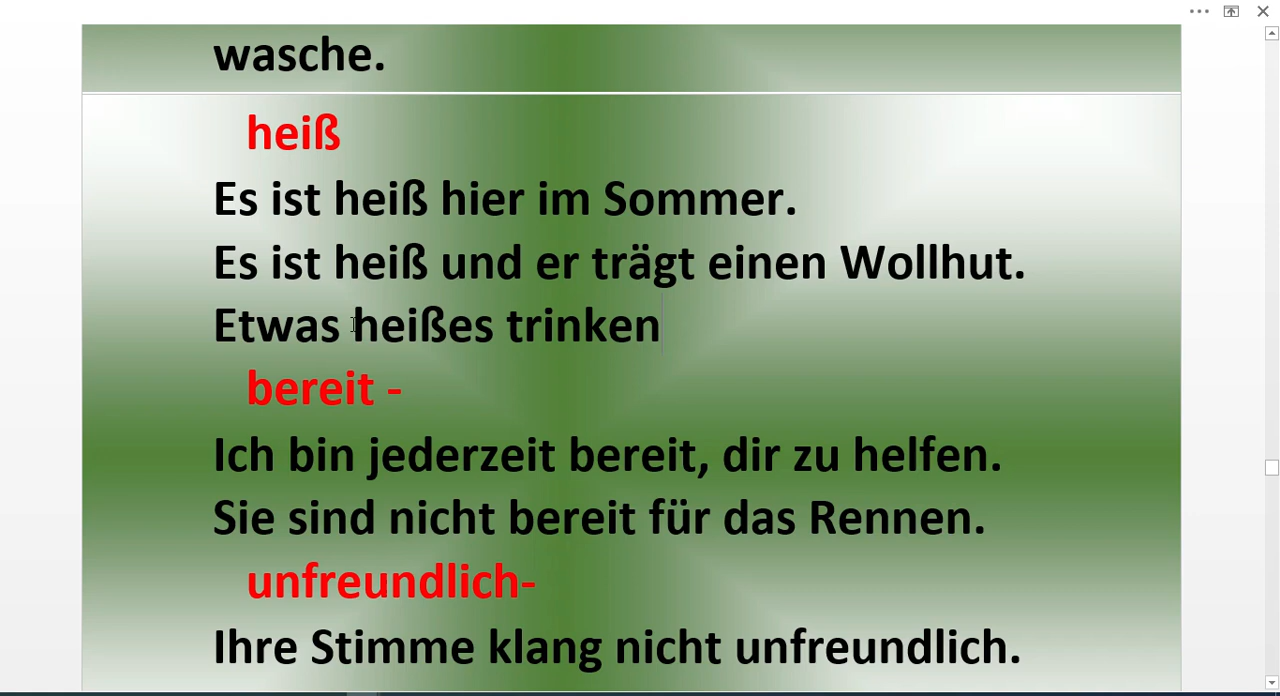 wasche.
heiß
Es ist heiß hier im Sommer.
Es ist heiß und er trägt einen Wollhut.
Etwas heißes trinken
bereit -
Ich bin jederzeit bereit, dir zu helfen.
Sie sind nicht bereit für das Rennen.
unfreundlich-
Ihre Stimme klang nicht unfreundlich.